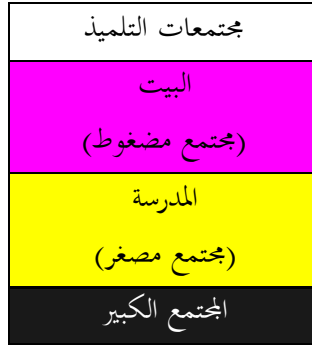 مجتمعات التلميذ
البيت
(مجتمع مضغوط)
المدرسة
(مجتمع مصغر)
المجتمع الكبير